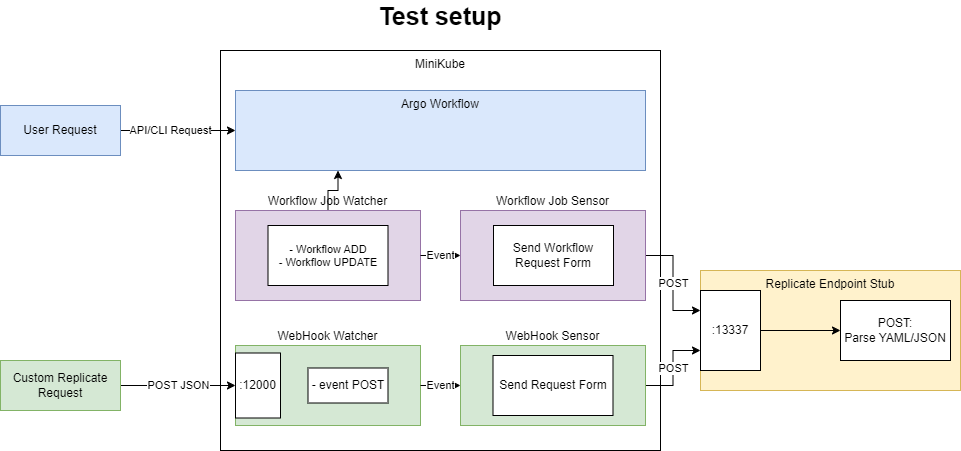 Test setup
MiniKube
Argo Workflow
User Request
API/CLI Request
Workflow Job Watcher
Workflow Job Sensor
- Workflow ADD
- Workflow UPDATE
Event
Send Workflow
Request Form
POST
Replicate Endpoint Stub
:13337
POST:
Parse YAML/JSON
WebHook Watcher
WebHook Sensor
Custom Replicate
Request
POST JSON
:12000
- event POST
Event
Send Request Form
POST